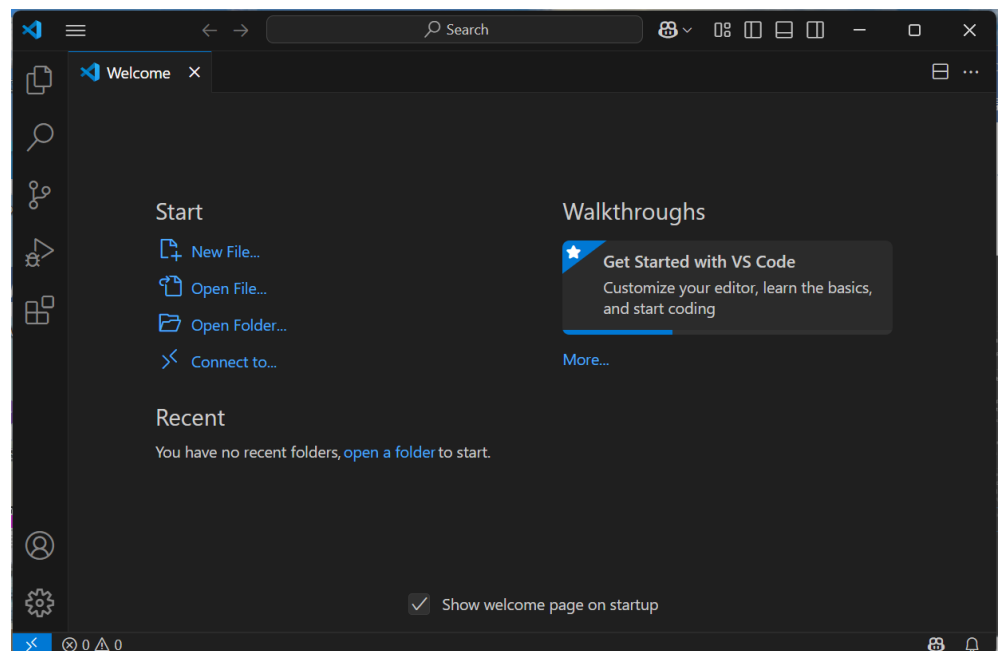 Search
Welcome
Start
New File...
Open File...
Open Folder...
Connect to...
Recent
You have no recent folders, open a folder to start.
Walkthroughs
Get Started with VS Code
Customize your editor, learn the basics,
and start coding
More...
Show welcome page on startup
0 0